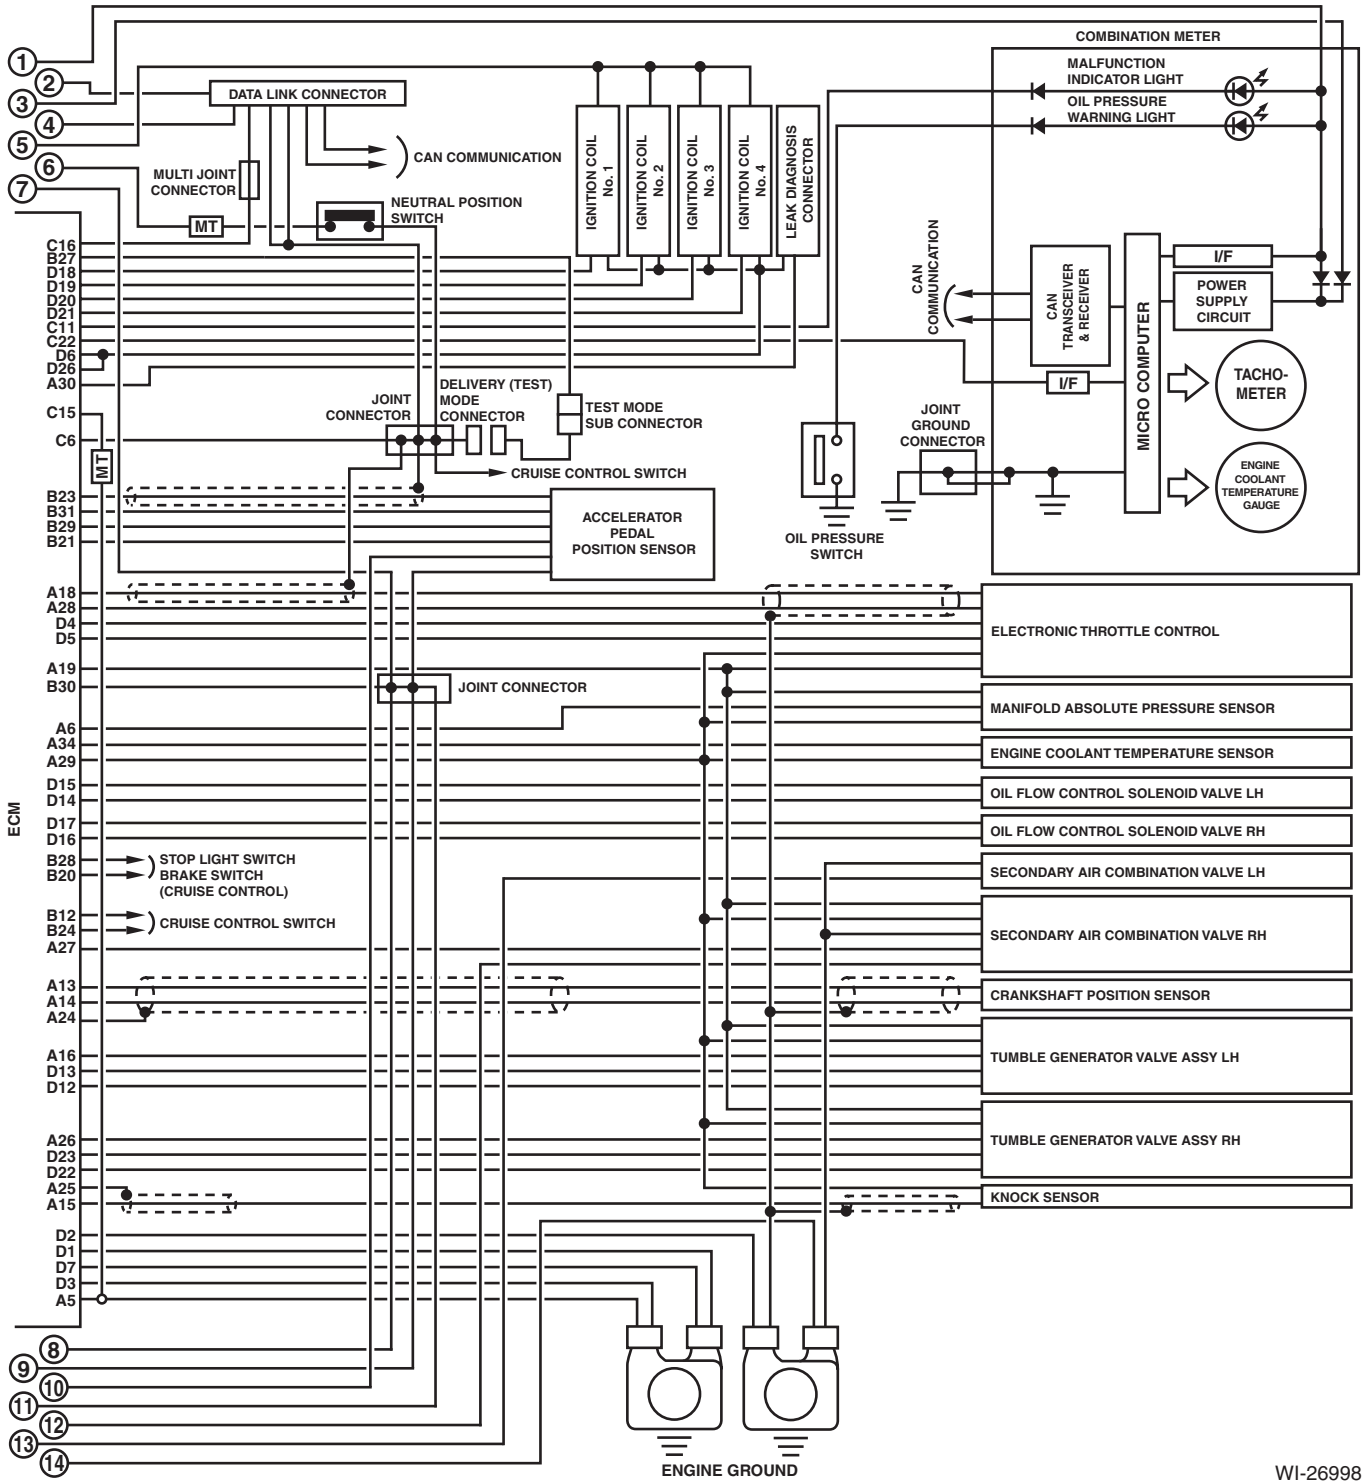 COMBINATION METER
1
MALFUNCTION
INDICATOR LIGHT
2
DATA LINK CONNECTOR
3
OIL PRESSURE
WARNING LIGHT
4
5
CAN COMMUNICATION
6
MULTI JOINT
CONNECTOR
7
NEUTRAL POSITION
SWITCH
MT
IGNITION COIL
No. 1
IGNITION COIL
No. 2
IGNITION COIL
No. 3
IGNITION COIL
No. 4
LEAK DIAGNOSIS
CONNECTOR
CAN
COMMUNICATION
CAN
TRANSCEIVER
& RECEIVER
MICRO COMPUTER
I/F
POWER
SUPPLY
CIRCUIT
I/F
TACHO-
METER
ENGINE
COOLANT
TEMPERATURE
GAUGE
JOINT
GROUND
CONNECTOR
OIL PRESSURE
SWITCH
C16
B27
D18
D19
D20
D21
C11
C22
D6
D26
A30
C15
C6
MT
JOINT
CONNECTOR
DELIVERY (TEST)
MODE
CONNECTOR
TEST MODE
SUB CONNECTOR
CRUISE CONTROL SWITCH
B23
B31
B29
B21
ACCELERATOR
PEDAL
POSITION SENSOR
A18
A28
D4
D5
A19
B30
ELECTRONIC THROTTLE CONTROL
JOINT CONNECTOR
A6
A34
A29
MANIFOLD ABSOLUTE PRESSURE SENSOR
ENGINE COOLANT TEMPERATURE SENSOR
D15
D14
OIL FLOW CONTROL SOLENOID VALVE LH
ECM
D17
D16
OIL FLOW CONTROL SOLENOID VALVE RH
B28
B20
STOP LIGHT SWITCH
BRAKE SWITCH
(CRUISE CONTROL)
SECONDARY AIR COMBINATION VALVE LH
B12
B24
CRUISE CONTROL SWITCH
A27
SECONDARY AIR COMBINATION VALVE RH
A13
A14
A24
CRANKSHAFT POSITION SENSOR
A16
D13
D12
TUMBLE GENERATOR VALVE ASSY LH
A26
D23
D22
TUMBLE GENERATOR VALVE ASSY RH
A25
A15
KNOCK SENSOR
D2
D1
D7
D3
A5
8
9
10
11
12
13
14
ENGINE GROUND
WI-26998